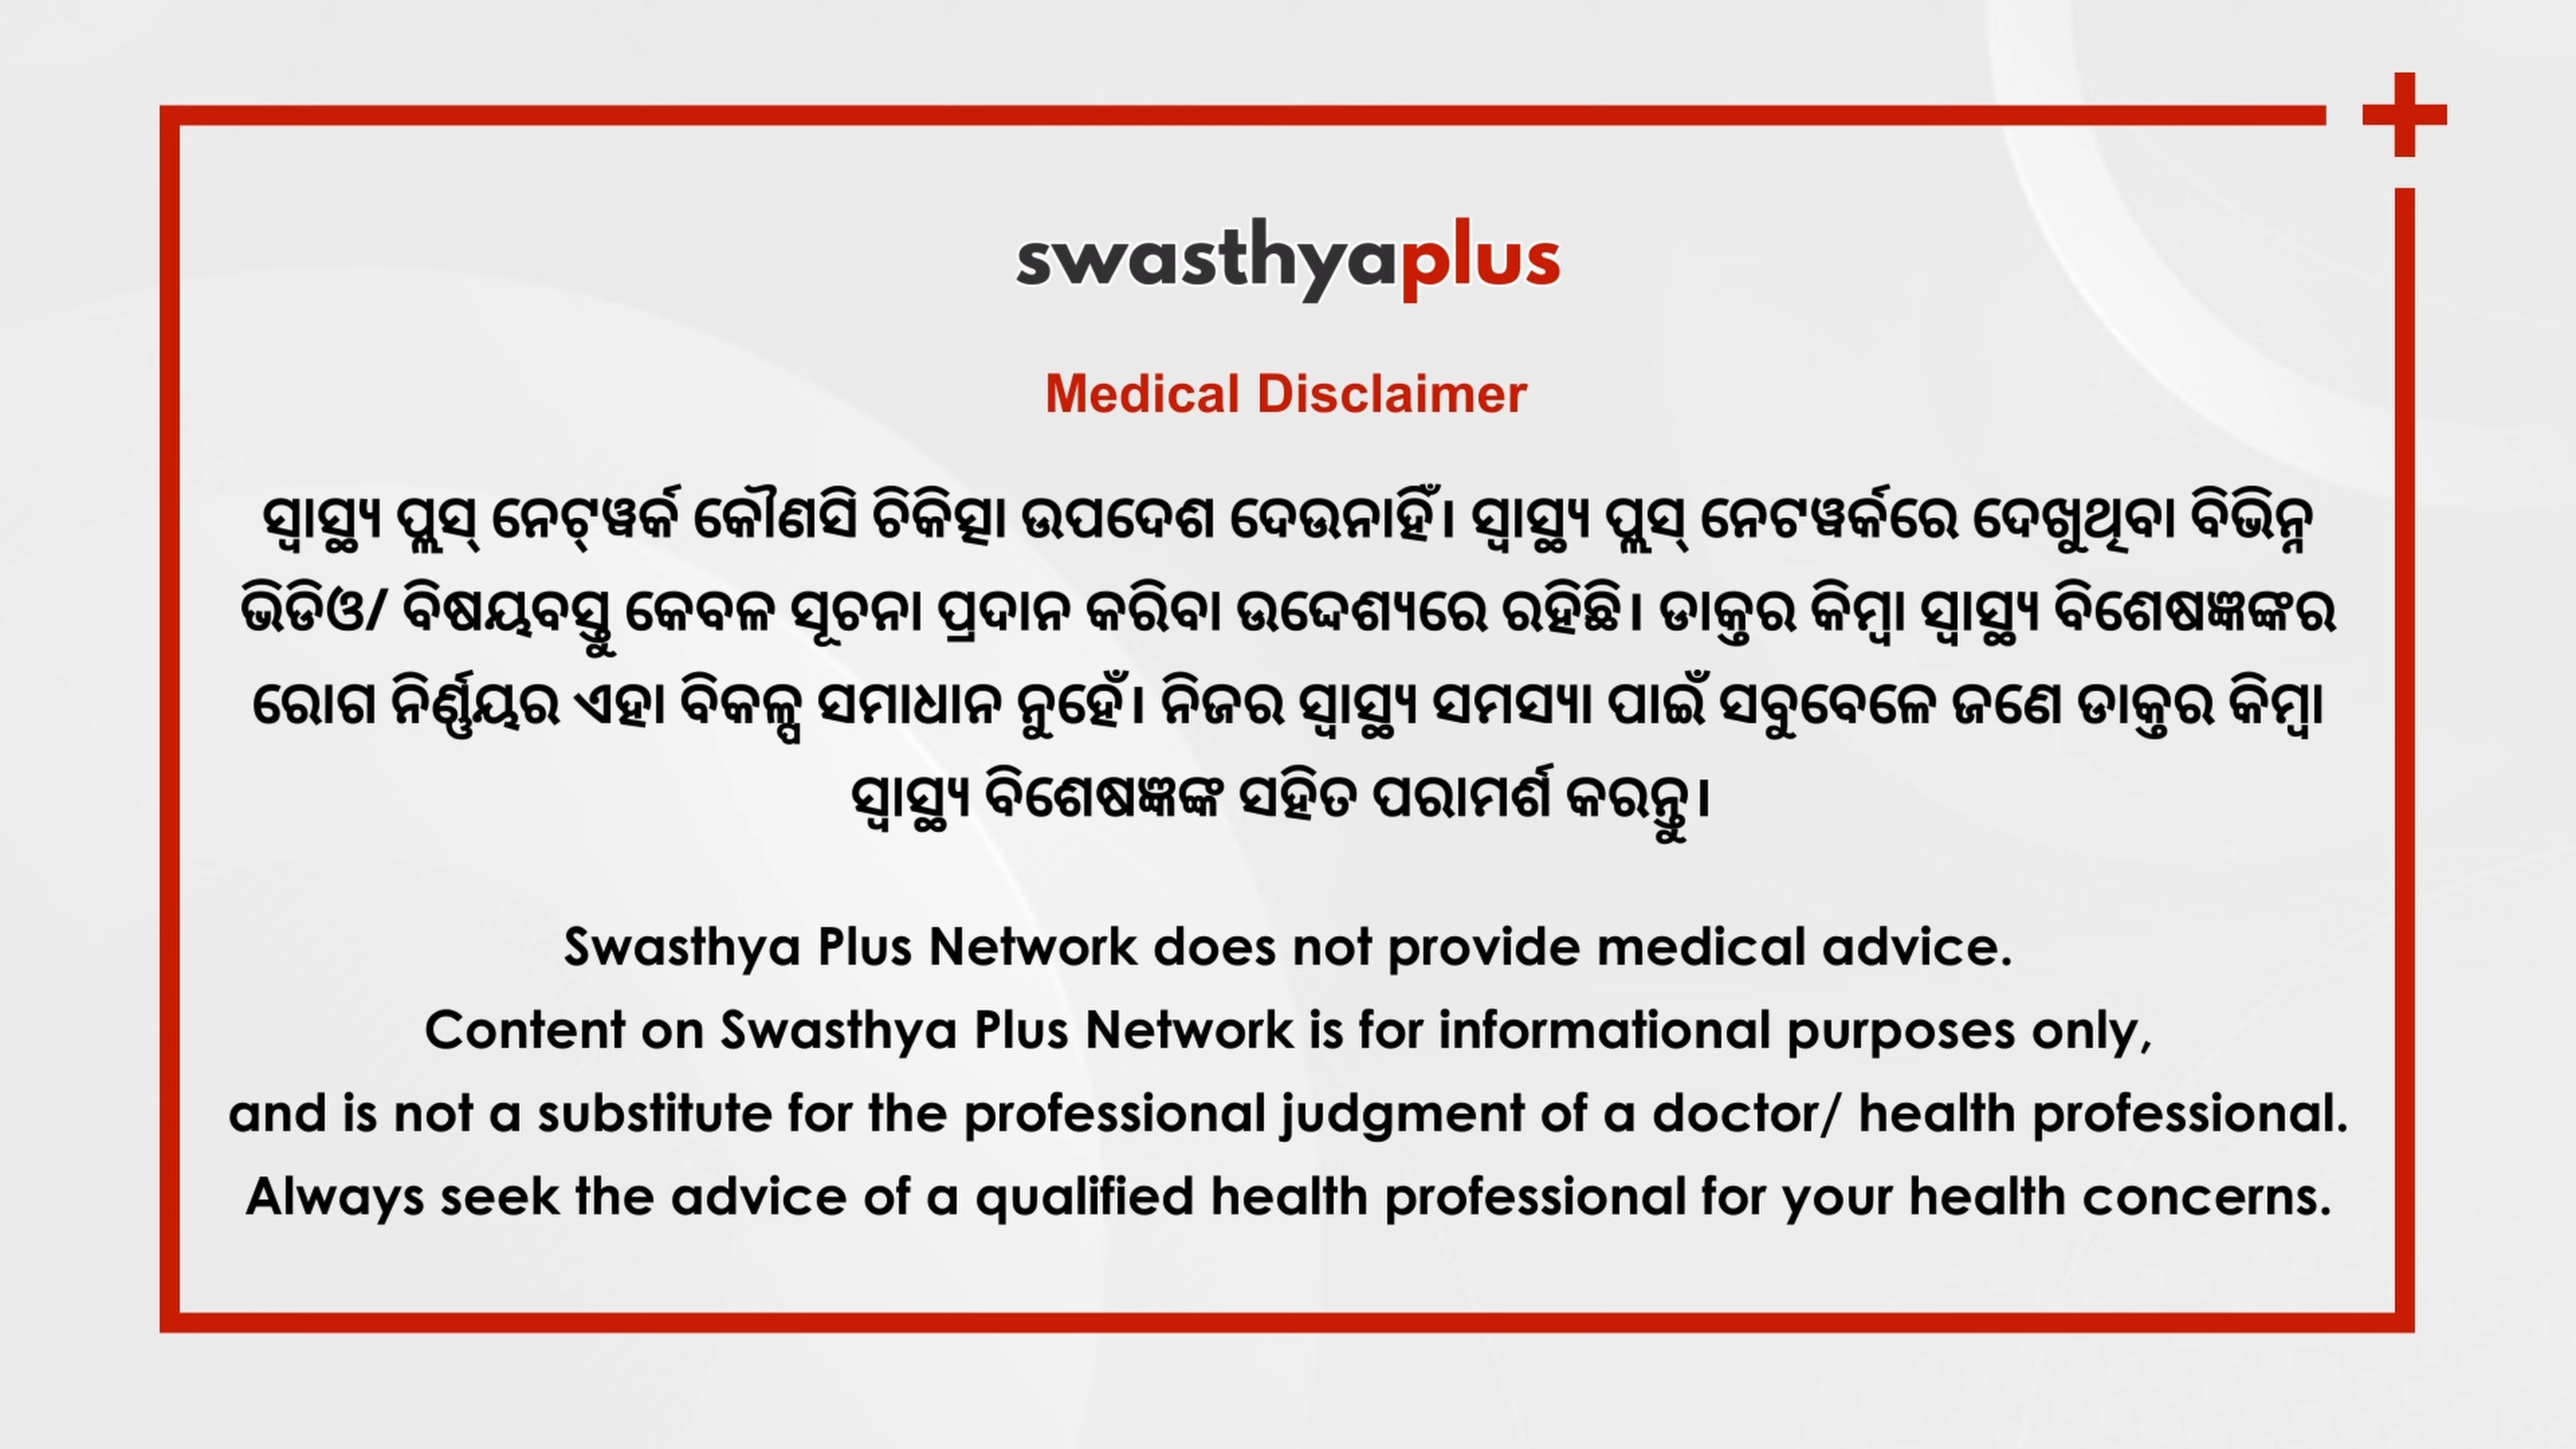 swasthyaplus
Medical Disclaimer
ସ୍ୱାସ୍ଥ୍ୟ ପ୍ଲସ୍ ନେଟ୍‌ୱର୍କ କୌଣସି ଚିକିତ୍ସା ଉପଦେଶ ଦେଉନାହିଁ। ସ୍ୱାସ୍ଥ୍ୟ ପ୍ଲସ୍ ନେଟୱର୍କରେ ଦେଖୁଥିବା ବିଭିନ୍ନ
ଭିଡିଓ/ ବିଷୟବସ୍ତୁ କେବଳ ସୂଚନା ପ୍ରଦାନ କରିବା ଉଦ୍ଦେଶ୍ୟରେ ରହିଛି। ଡାକ୍ତର କିମ୍ବା ସ୍ୱାସ୍ଥ୍ୟ ବିଶେଷଜ୍ଞଙ୍କର
ରୋଗ ନିର୍ଣ୍ଣୟର ଏହା ବିକଳ୍ପ ସମାଧାନ ନୁହେଁ। ନିଜର ସ୍ୱାସ୍ଥ୍ୟ ସମସ୍ୟା ପାଇଁ ସବୁବେଳେ ଜଣେ ଡାକ୍ତର କିମ୍ବା
ସ୍ୱାସ୍ଥ୍ୟ ବିଶେଷଜ୍ଞଙ୍କ ସହିତ ପରାମର୍ଶ କରନ୍ତୁ।
Swasthya Plus Network does not provide medical advice.
Content on Swasthya Plus Network is for informational purposes only,
and is not a substitute for the professional judgment of a doctor/ health professional.
Always seek the advice of a qualified health professional for your health concerns.